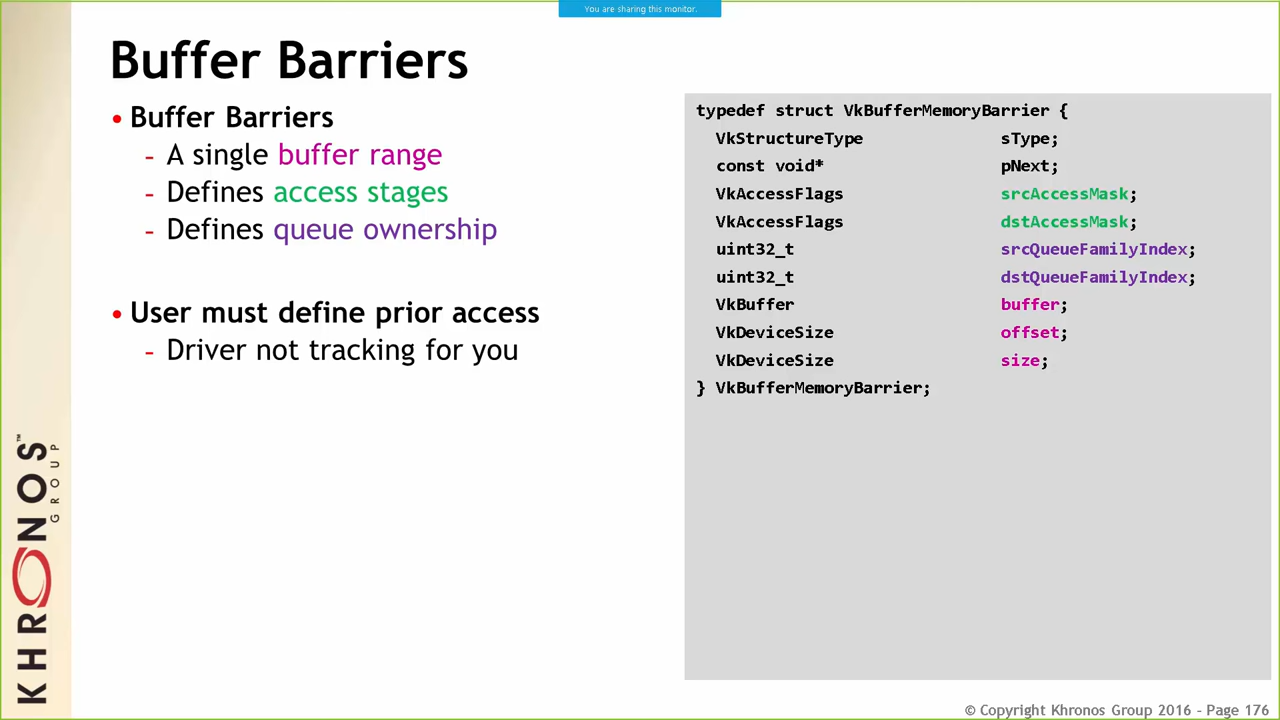 You are sharing this monitor.
Buffer Barriers
• Buffer Barriers
- A single buffer range
- Defines access stages
- Defines queue ownership
• User must define prior access
- Driver not tracking for you
typedef struct VkBufferMemoryBarrier {
VkStructureType sType;
const void* pNext;
VkAccessFlags srcAccessMask;
VkAccessFlags dstAccessMask;
uint32_t srcQueueFamilyIndex;
uint32_t dstQueueFamilyIndex;
VkBuffer buffer;
VkDeviceSize offset;
VkDeviceSize size;
} VkBufferMemoryBarrier;
KHRONOS™
GROUP
© Copyright Khronos Group 2016 - Page 176